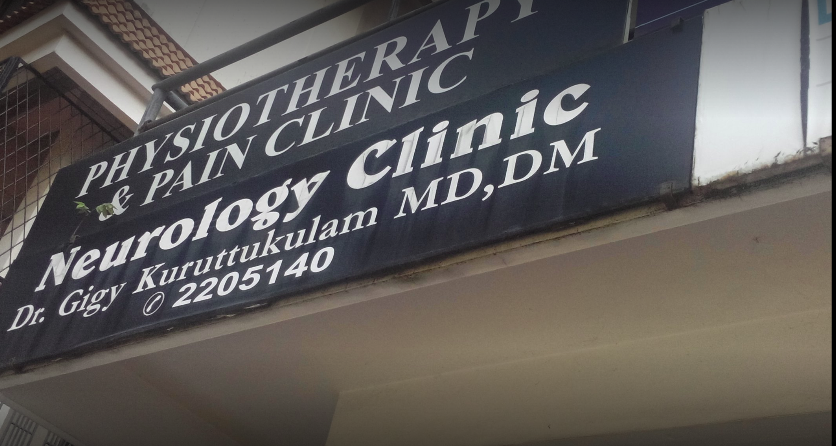 PHYSIOTHERAPY
& PAIN CLINIC
Neurology Clinic
Dr. Gigy Kuruttukulam MD,DM
✆ 2205140